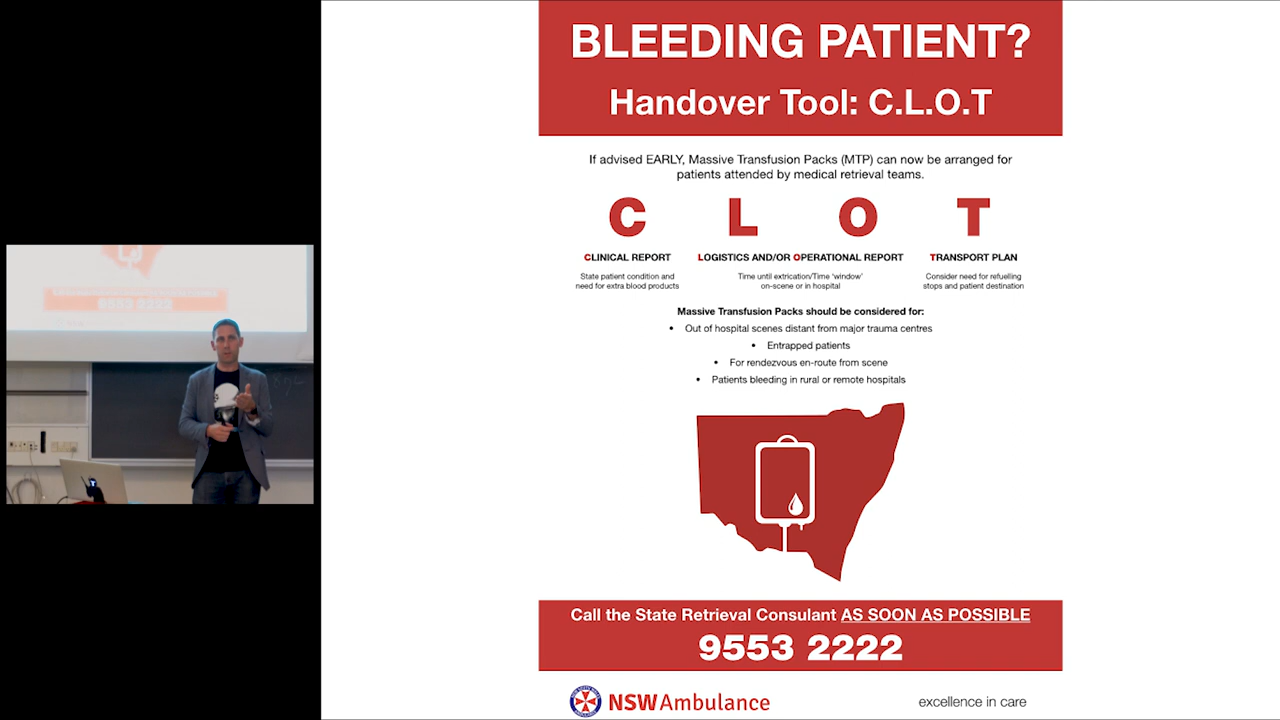 BLEEDING PATIENT?
Handover Tool: C.L.O.T
If advised EARLY, Massive Transfusion Packs (MTP) can now be arranged for
patients attended by medical retrieval teams.
C L O T
CLINICAL REPORT
State patient condition and
need for extra blood products
LOGISTICS AND/OR OPERATIONAL REPORT
Time until extrication/Time 'window'
on-scene or in hospital
TRANSPORT PLAN
Consider need for refuelling
stops and patient destination
Massive Transfusion Packs should be considered for:
• Out of hospital scenes distant from major trauma centres
• Entrapped patients
• For rendezvous en-route from scene
• Patients bleeding in rural or remote hospitals
Call the State Retrieval Consulant AS SOON AS POSSIBLE
9553 2222
NSW Ambulance
excellence in care
9553 2222